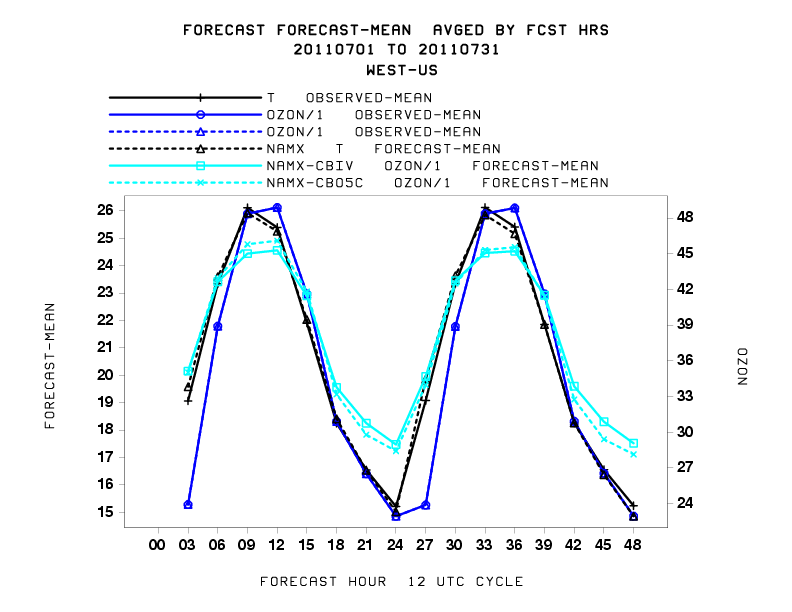 FORECAST FORECAST-MEAN  AVGED BY FCST HRS
20110701 TO 20110731
WEST-US
T   OBSERVED-MEAN
OZON/1   OBSERVED-MEAN
OZON/1   OBSERVED-MEAN
NAMX   T   FORECAST-MEAN
NAMX-CBIV   OZON/1   FORECAST-MEAN
NAMX-CB05C   OZON/1   FORECAST-MEAN
26
25
24
23
22
21
20
19
18
17
16
15
FORECAST-MEAN
48
45
42
39
36
33
30
27
24
OZON
00 03 06 09 12 15 18 21 24 27 30 33 36 39 42 45 48
FORECAST HOUR  12 UTC CYCLE